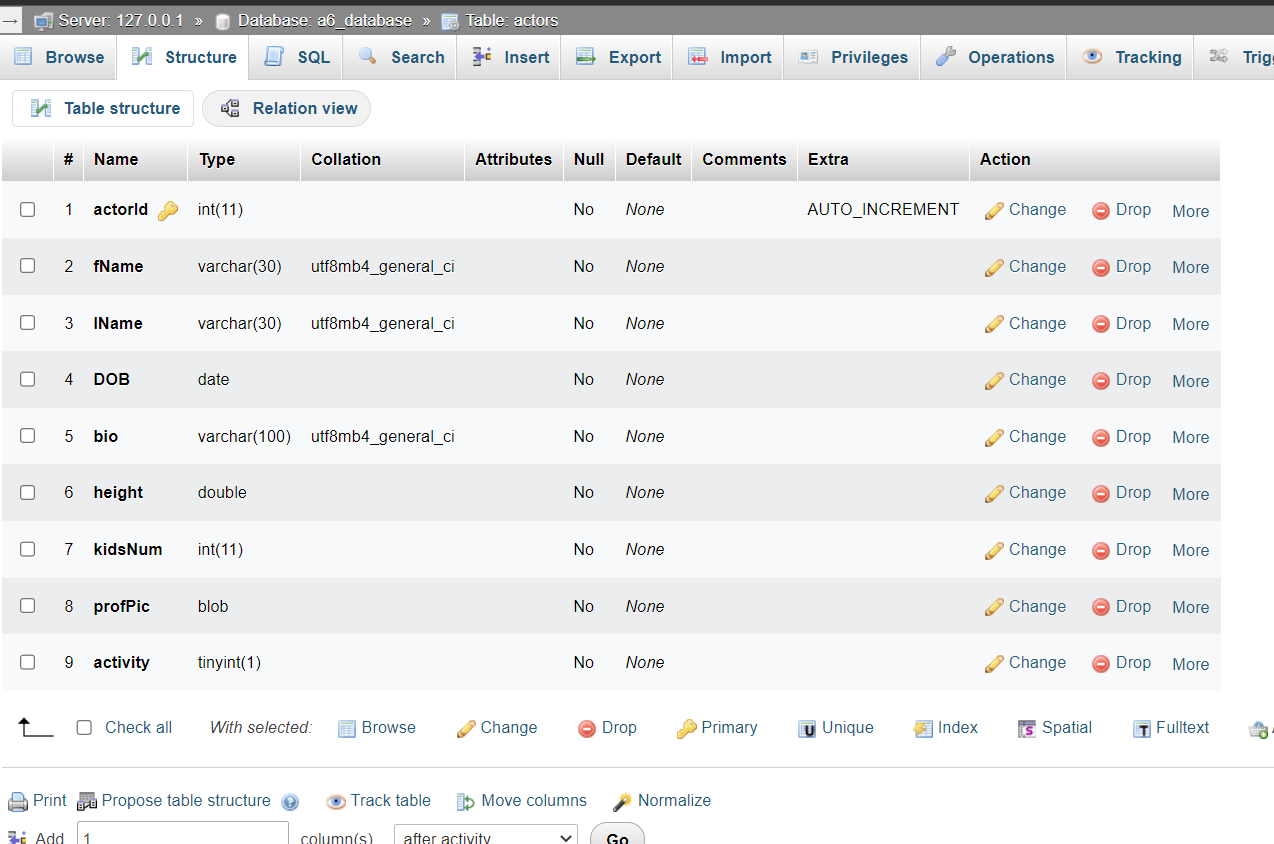 Server: 127.0.0.1 » Database: a6_database » Table: actors
Browse Structure SQL Search Insert Export Import Privileges Operations Tracking
Table structure Relation view
# Name Type Collation Attributes Null Default Comments Extra Action
1 actorId int(11) No None AUTO_INCREMENT Change Drop More
2 fName varchar(30) utf8mb4_general_ci No None Change Drop More
3 lName varchar(30) utf8mb4_general_ci No None Change Drop More
4 DOB date No None Change Drop More
5 bio varchar(100) utf8mb4_general_ci No None Change Drop More
6 height double No None Change Drop More
7 kidsNum int(11) No None Change Drop More
8 profPic blob No None Change Drop More
9 activity tinyint(1) No None Change Drop More
Check all With selected: Browse Change Drop Primary Unique Index Spatial Fulltext
Print Propose table structure Track table Move columns Normalize
Add 1 column(s) after activity Go